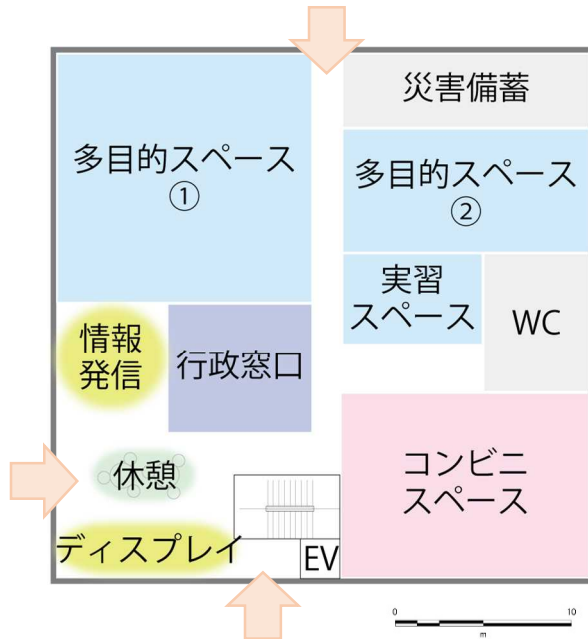 災害備蓄
多目的スペース
①
多目的スペース
②
実習
スペース
WC
情報
発信
行政窓口
休憩
コンビニ
スペース
ディスプレイ
EV
0
10
m